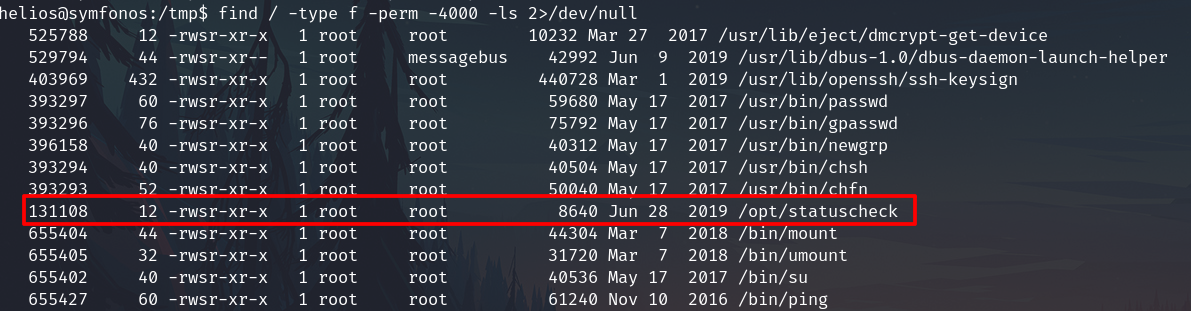 helios@symfonos:/tmp$ find / -type f -perm -4000 -ls 2>/dev/null
525788 12 -rwsr-xr-x 1 root root 10232 Mar 27 2017 /usr/lib/eject/dmcrypt-get-device
529794 44 -rwsr-xr-- 1 root messagebus 42992 Jun 9 2019 /usr/lib/dbus-1.0/dbus-daemon-launch-helper
403969 432 -rwsr-xr-x 1 root root 440728 Mar 1 2019 /usr/lib/openssh/ssh-keysign
393297 60 -rwsr-xr-x 1 root root 59680 May 17 2017 /usr/bin/passwd
393296 76 -rwsr-xr-x 1 root root 75792 May 17 2017 /usr/bin/gpasswd
396158 40 -rwsr-xr-x 1 root root 40312 May 17 2017 /usr/bin/newgrp
393294 40 -rwsr-xr-x 1 root root 40504 May 17 2017 /usr/bin/chsh
393293 52 -rwsr-xr-x 1 root root 50040 May 17 2017 /usr/bin/chfn
131108 12 -rwsr-xr-x 1 root root 8640 Jun 28 2019 /opt/statuscheck
655404 44 -rwsr-xr-x 1 root root 44304 Mar 7 2018 /bin/mount
655405 32 -rwsr-xr-x 1 root root 31720 Mar 7 2018 /bin/umount
655402 40 -rwsr-xr-x 1 root root 40536 May 17 2017 /bin/su
655427 60 -rwsr-xr-x 1 root root 61240 Nov 10 2016 /bin/ping